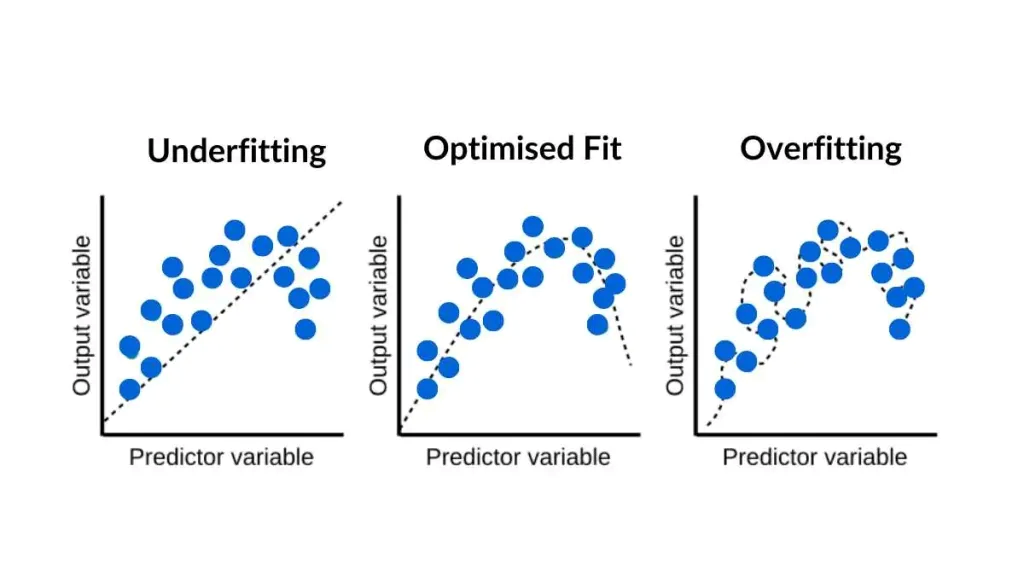 Underfitting
Optimised Fit
Overfitting
Output variable
Predictor variable
Output variable
Predictor variable
Output variable
Predictor variable